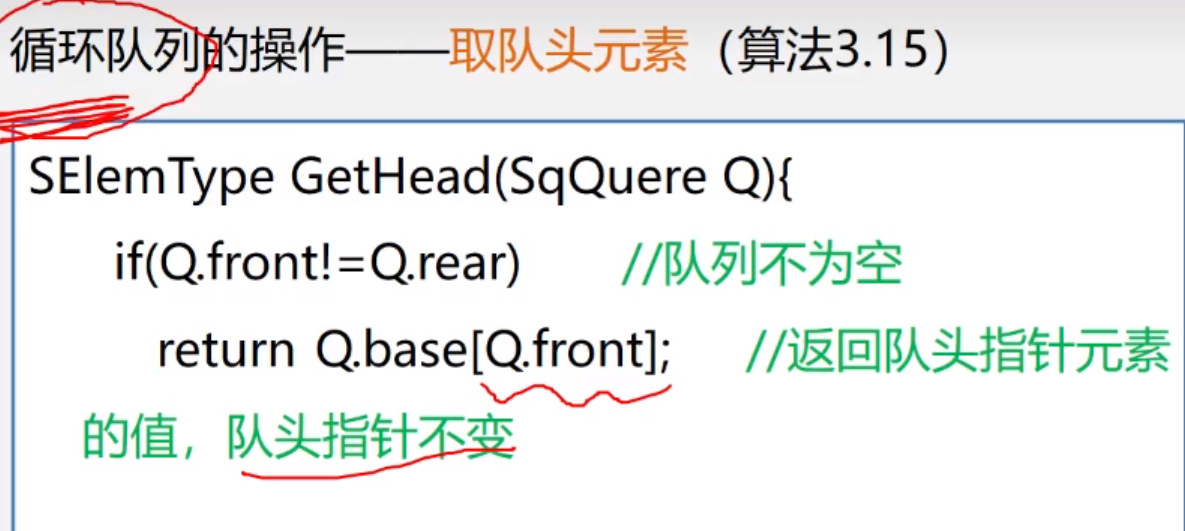 循环队列的操作——取队头元素（算法3.15）
SElemType GetHead(SqQuere Q){
if(Q.front!=Q.rear) //队列不为空
return Q.base[Q.front]; //返回队头指针元素
的值，队头指针不变